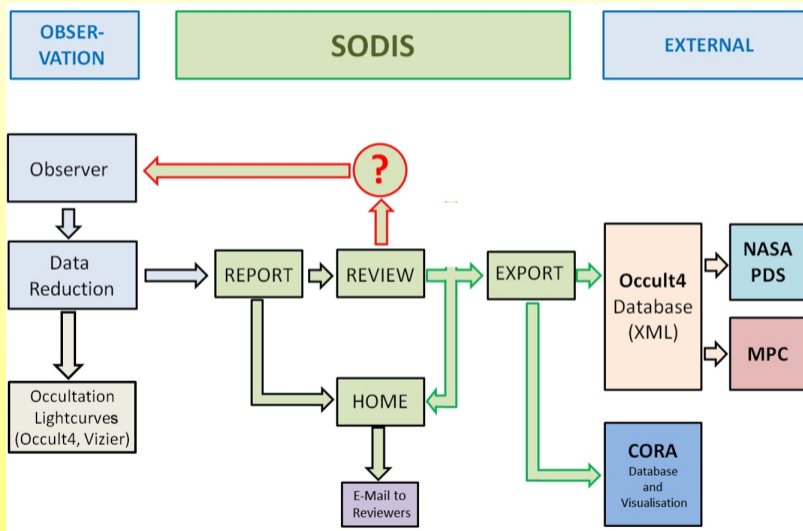 OBSER-
VATION
SODIS
EXTERNAL
Observer
?
Data
Reduction
REPORT
REVIEW
EXPORT
Occult4
Database
(XML)
NASA
PDS
MPC
Occultation
Lightcurves
(Occult4, Vizier)
HOME
E-Mail to
Reviewers
CORA
Database
and
Visualisation